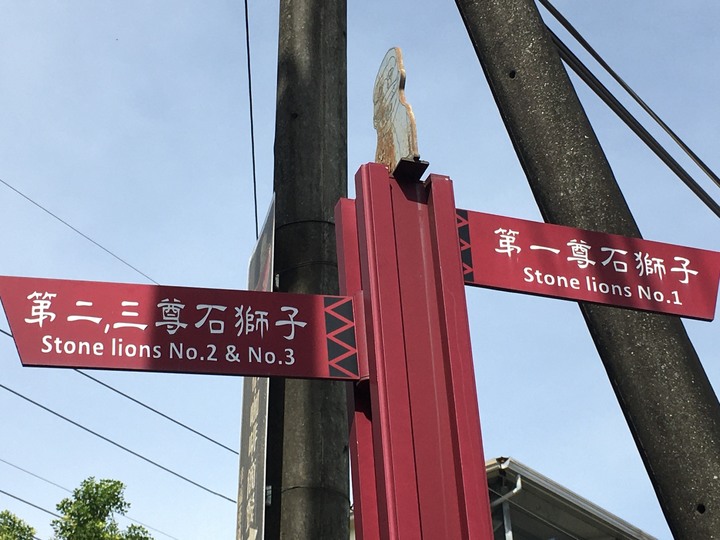 第二,三尊石獅子
Stone lions No.2 & No.3
第一尊石獅子
Stone lions No.1